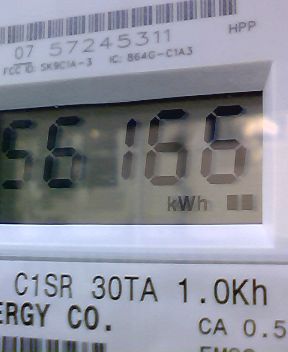 HPP
07 57245311
FCC ID: SK9C1A-3 IC: 864G-C1A3
56166
kWh
C1SR 30TA 1.0Kh
ERGY CO.
CA 0.5